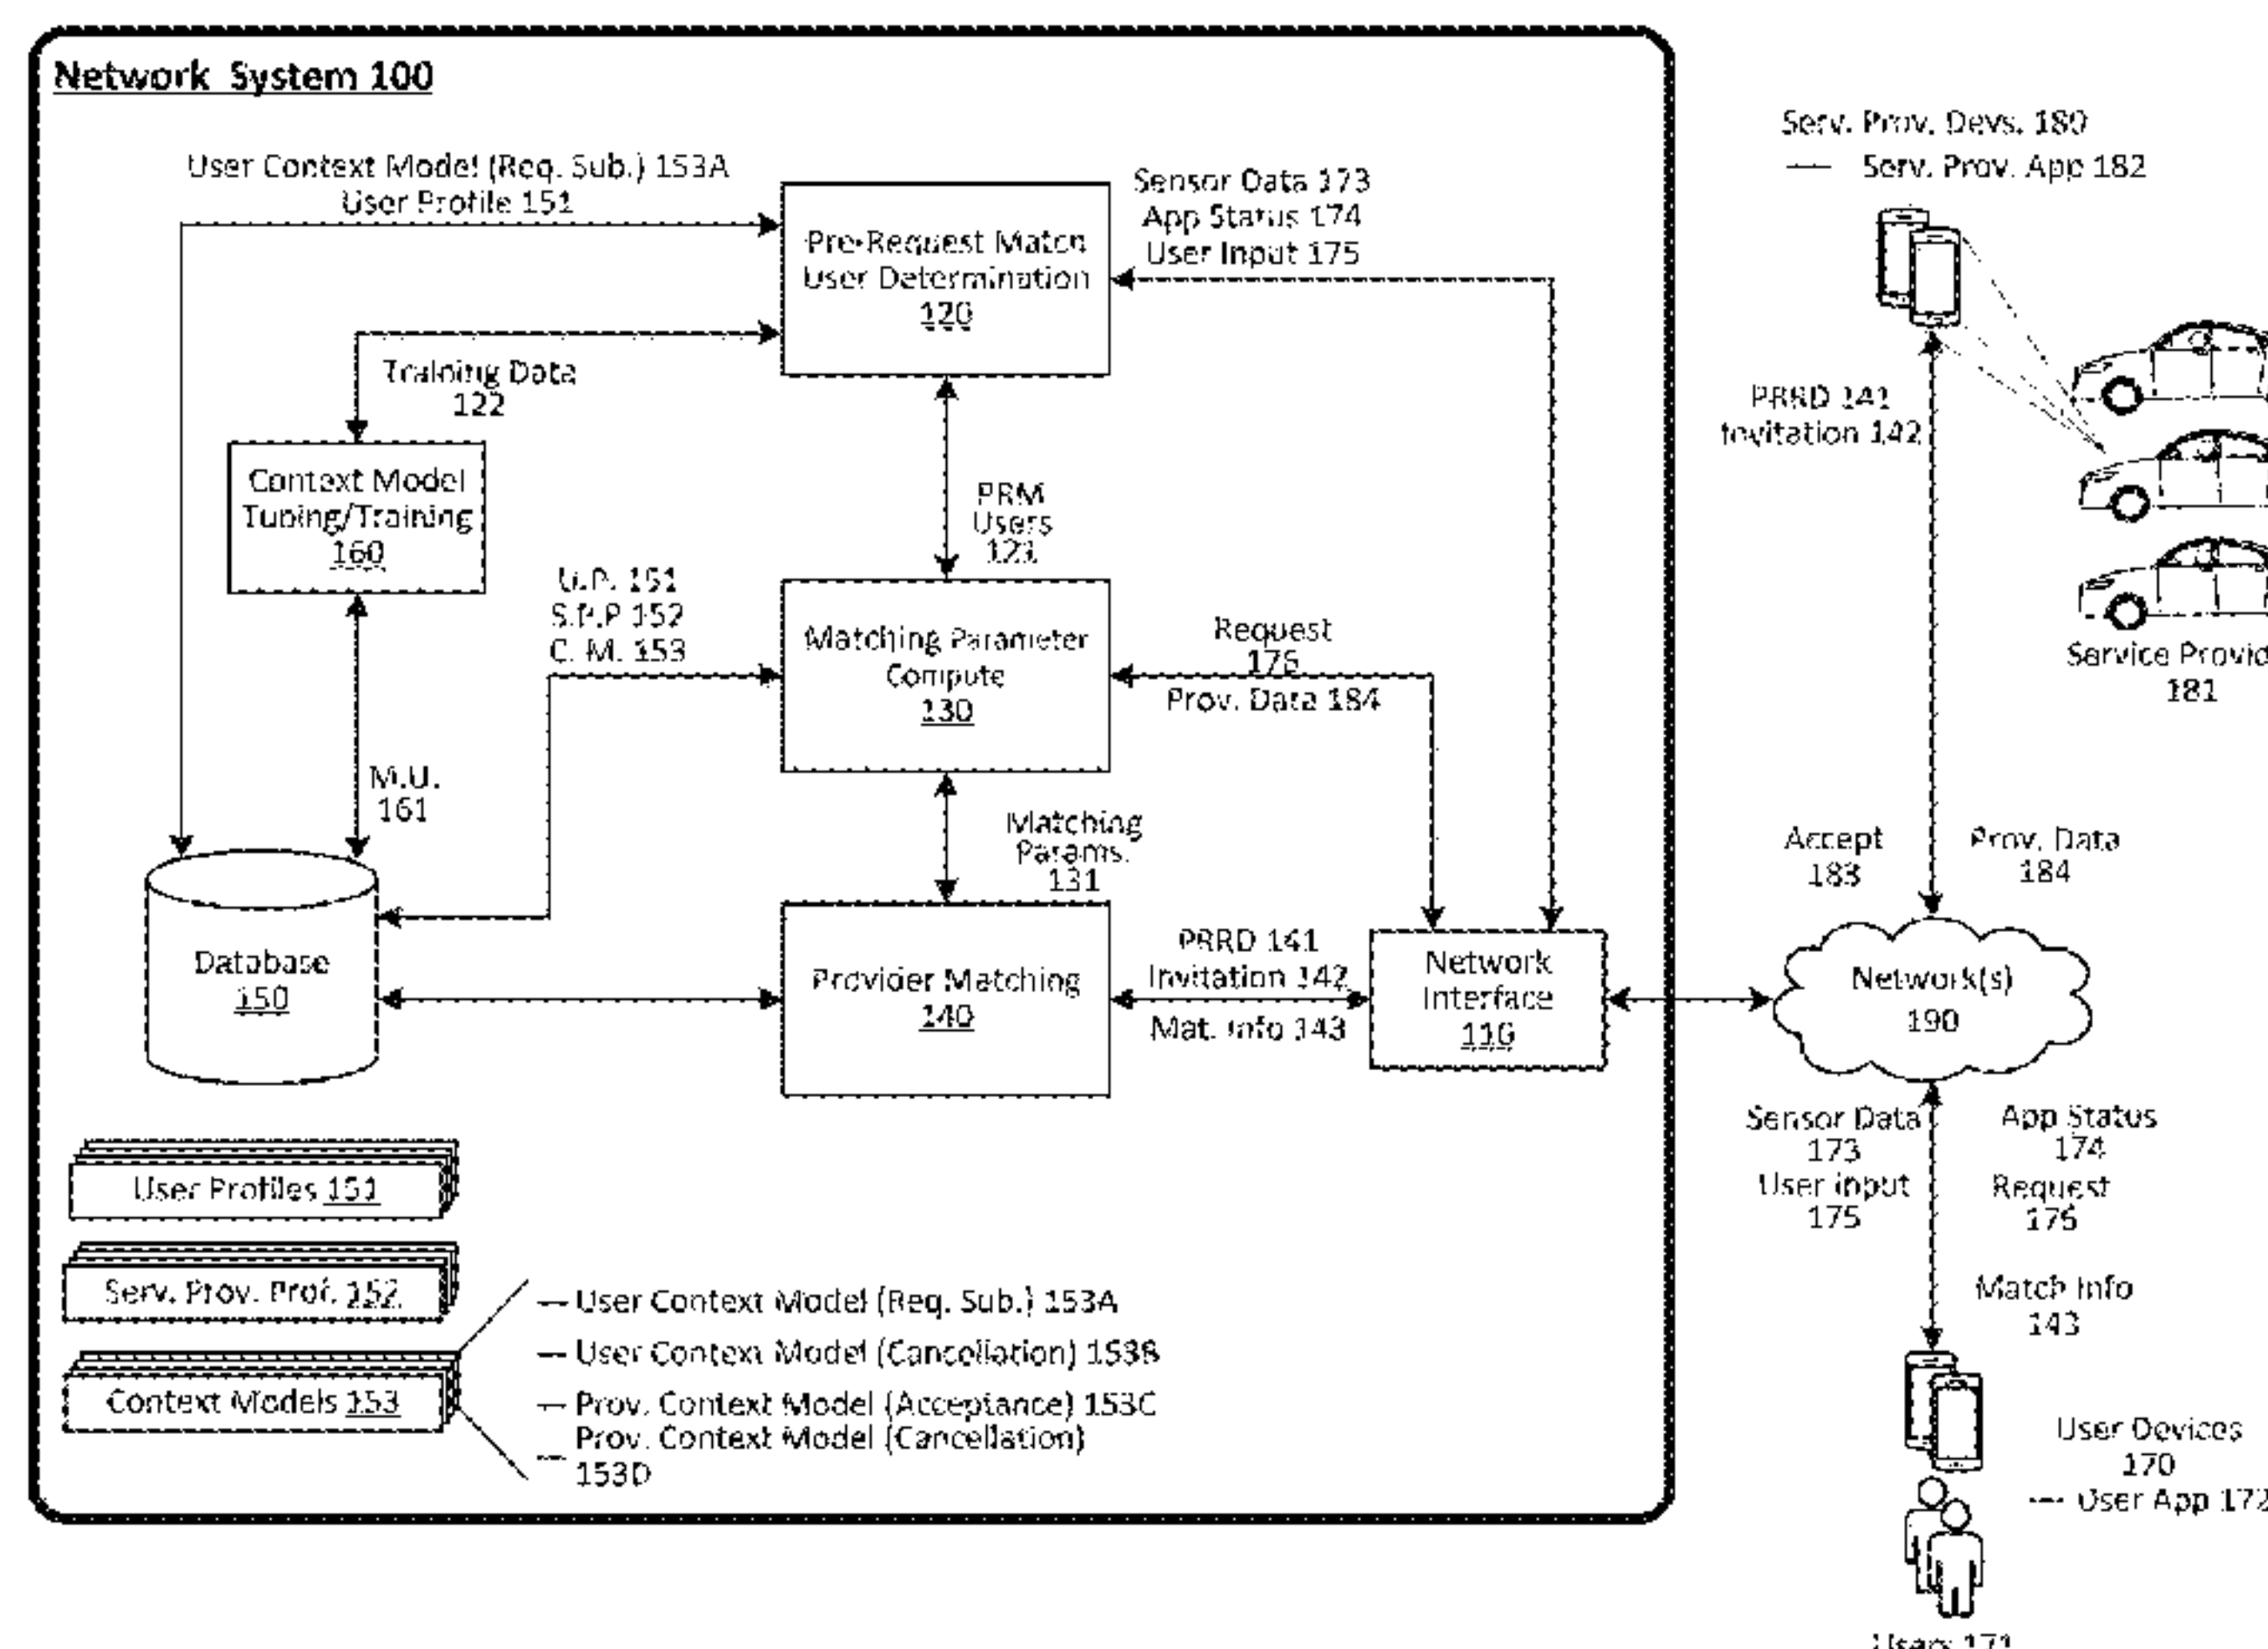 Network System 100
User Context Model (Req. Sub.) 153A
User Profile 151
Pre-Request Match
User Determination
120
Sensor Data 173
App Status 174
User Input 175
Training Data
122
Context Model
Tuning/Training
160
PRM
Users
121
U.P. 151
S.P.P 152
C. M. 153
Matching Parameter
Compute
130
Request
176
Prov. Data 184
M.U.
161
Matching
Params.
131
Database
150
Provider Matching
140
PRRD 141
Invitation 142
Mat. Info 143
Network
Interface
110
User Profiles 151
Serv. Prov. Prof. 152
Context Models 153
— User Context Model (Req. Sub.) 153A
— User Context Model (Cancellation) 153B
— Prov. Context Model (Acceptance) 153C
— Prov. Context Model (Cancellation)
153D
Serv. Prov. Devs. 180
— Serv. Prov. App 182
PRRD 141
Invitation 142
Service Provid
181
Accept
183
Prov. Data
184
Network(s)
190
Sensor Data
173
User Input
175
App Status
174
Request
176
Match Info
143
User Devices
170
— User App 172
Users 171